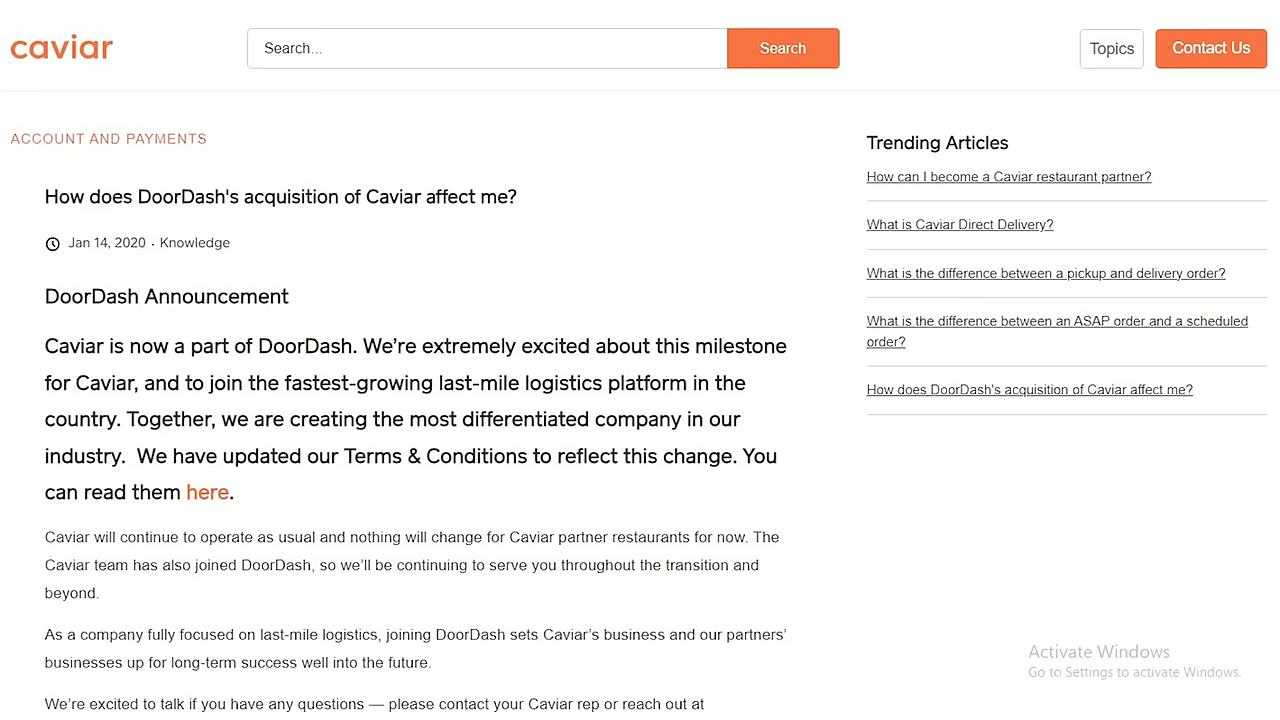 caviar
Search...
Search
Topics
Contact Us
ACCOUNT AND PAYMENTS
How does DoorDash's acquisition of Caviar affect me?
Jan 14, 2020 · Knowledge
DoorDash Announcement
Caviar is now a part of DoorDash. We’re extremely excited about this milestone
for Caviar, and to join the fastest-growing last-mile logistics platform in the
country. Together, we are creating the most differentiated company in our
industry.  We have updated our Terms & Conditions to reflect this change. You
can read them here.
Caviar will continue to operate as usual and nothing will change for Caviar partner restaurants for now. The
Caviar team has also joined DoorDash, so we’ll be continuing to serve you throughout the transition and
beyond.
As a company fully focused on last-mile logistics, joining DoorDash sets Caviar’s business and our partners’
businesses up for long-term success well into the future.
We’re excited to talk if you have any questions — please contact your Caviar rep or reach out at
Trending Articles
How can I become a Caviar restaurant partner?
What is Caviar Direct Delivery?
What is the difference between a pickup and delivery order?
What is the difference between an ASAP order and a scheduled
order?
How does DoorDash's acquisition of Caviar affect me?
Activate Windows
Go to Settings to activate Windows.